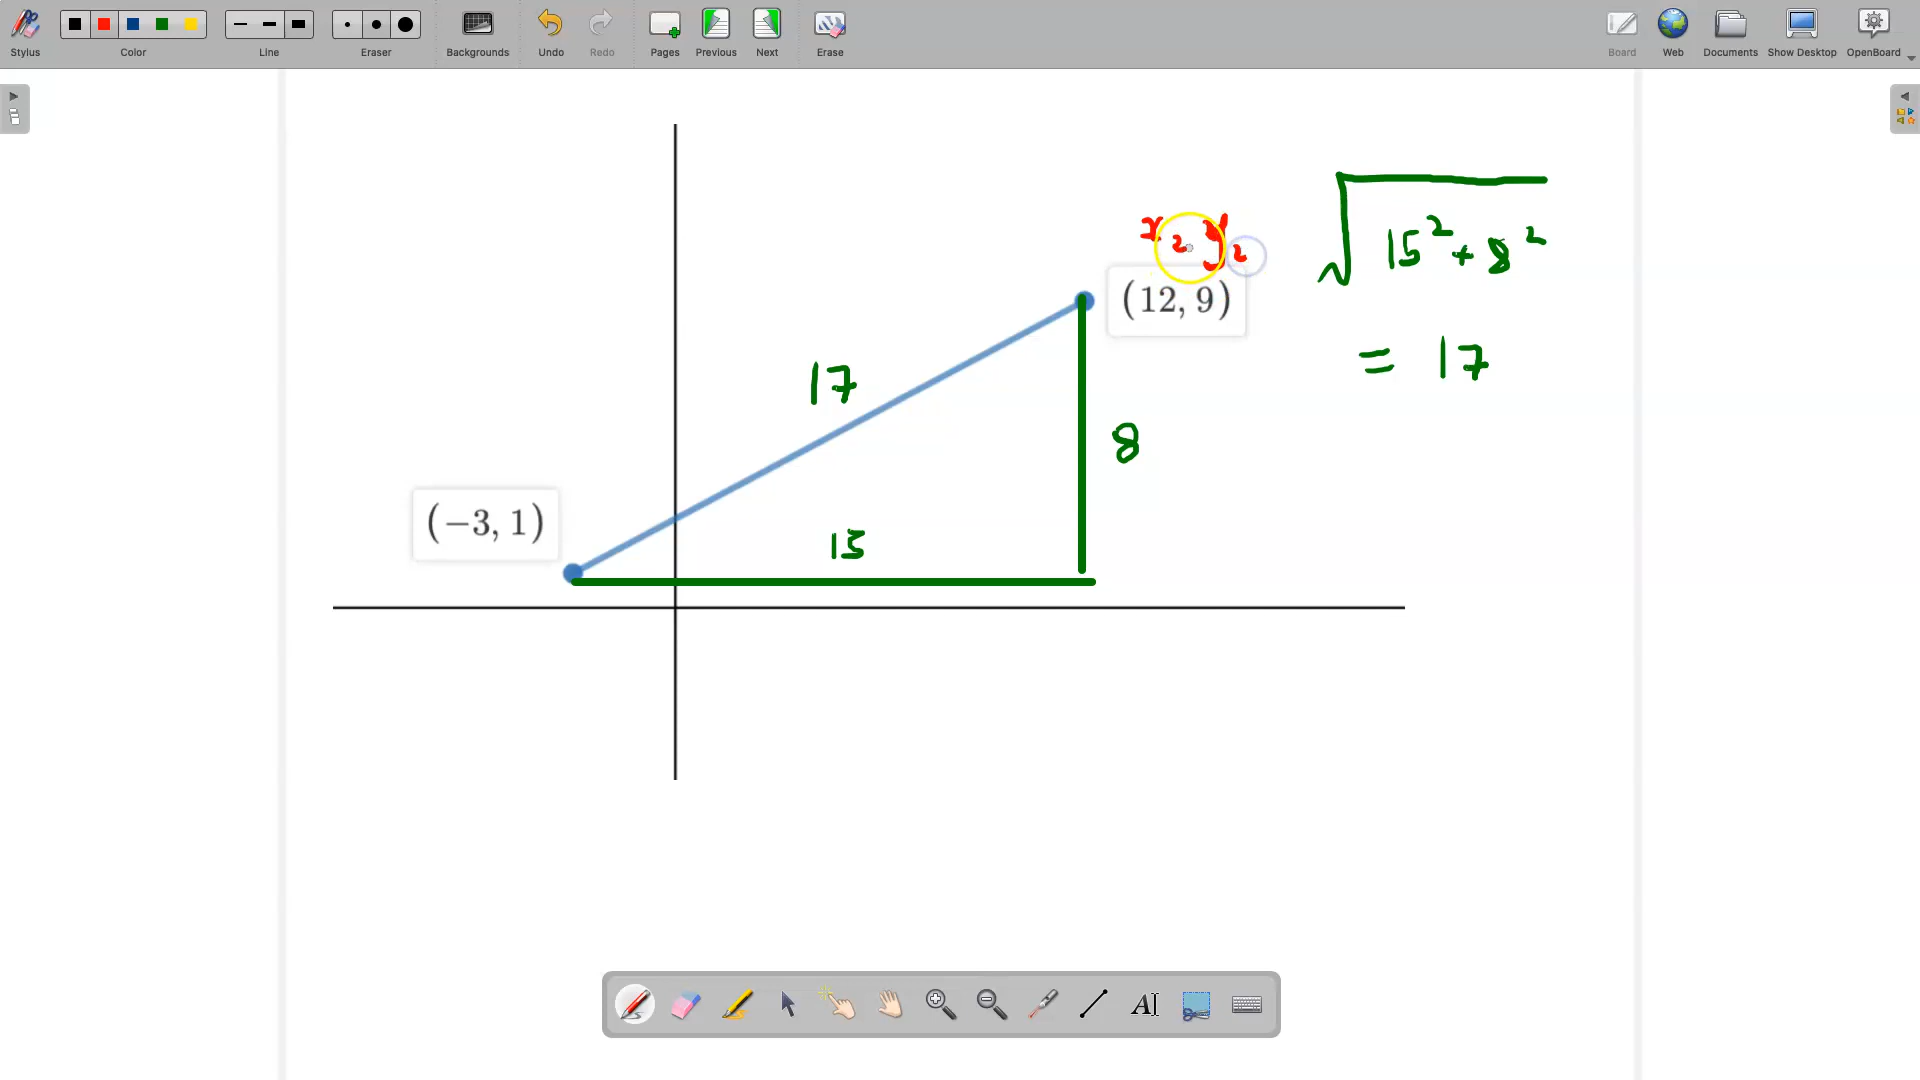 Stylus
Color
Line
Eraser
Backgrounds
Undo
Redo
Pages
Previous
Next
Erase
Board
Web
Documents
Show Desktop
OpenBoard
x₂ y₂
(12, 9)
√15² + 8²
= 17
17
8
(−3, 1)
15
AI